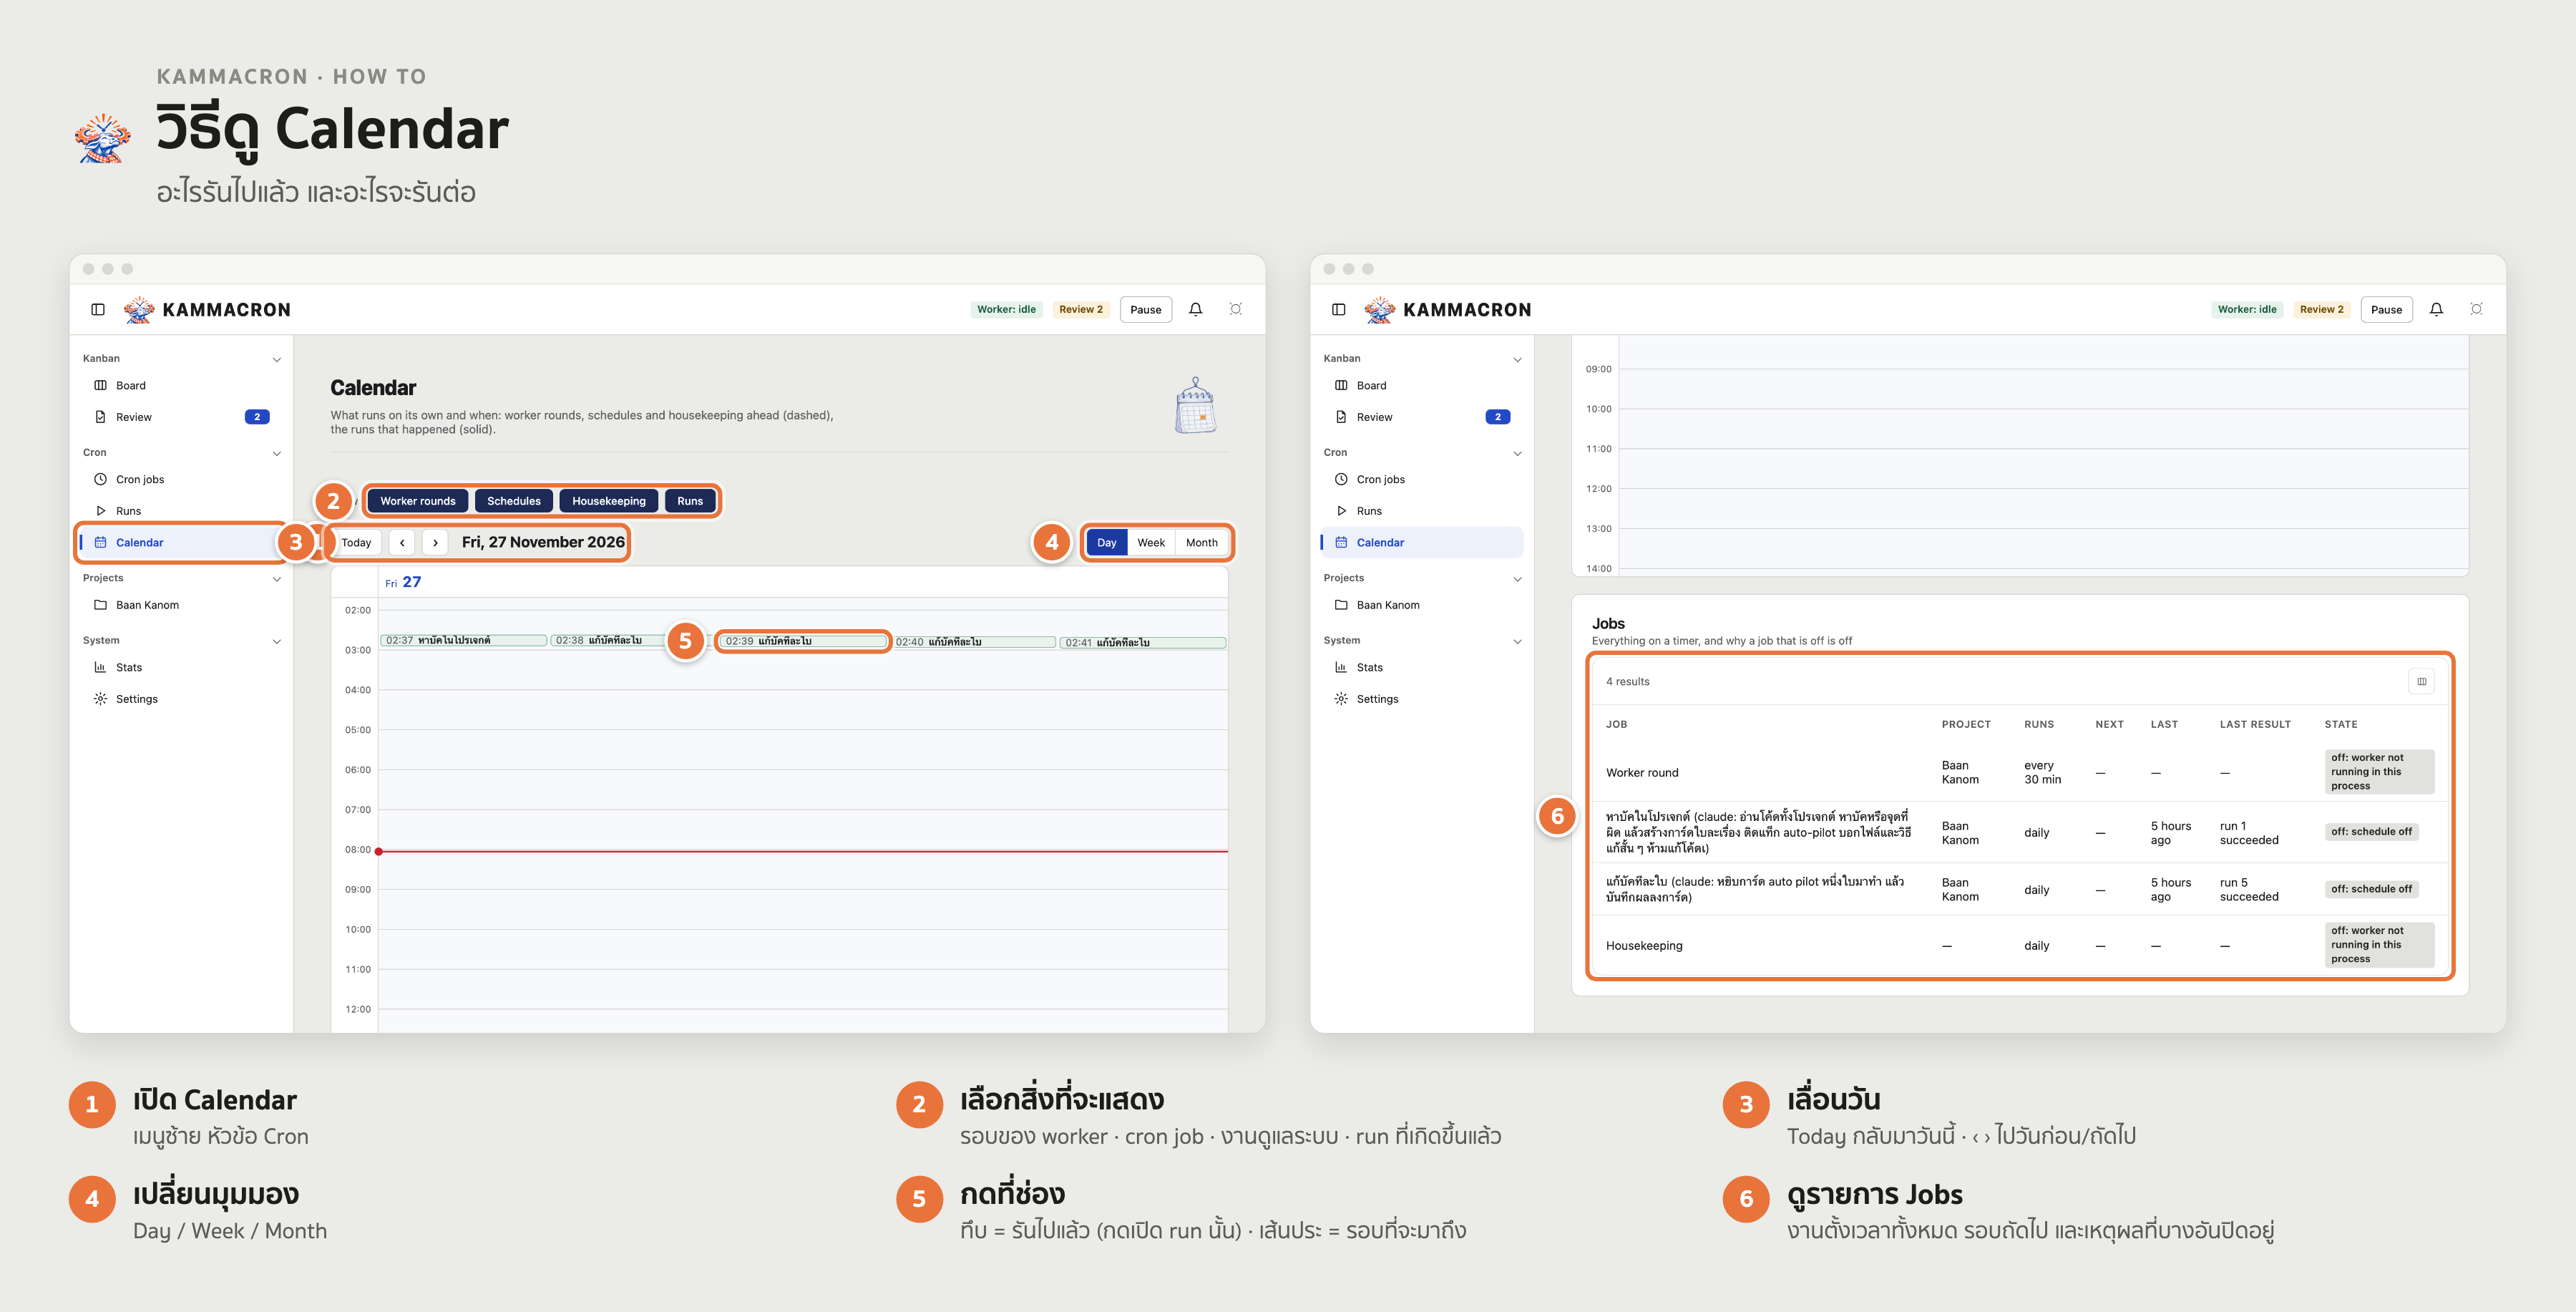 KAMMACRON · HOW TO
วิธีดู Calendar
อะไรรันไปแล้ว และอะไรจะรันต่อ
KAMMACRON
Worker: idle
Review 2
Pause
Kanban
Board
Review
2
Cron
Cron jobs
Runs
Calendar
Projects
Baan Kanom
System
Stats
Settings
Calendar
What runs on its own and when: worker rounds, schedules and housekeeping ahead (dashed),
the runs that happened (solid).
2
Worker rounds
Schedules
Housekeeping
Runs
3
Today
‹
›
Fri, 27 November 2026
4
Day
Week
Month
Fri 27
02:00
02:37 หาบัคในโปรเจกต์
02:38 แก้บัคทีละใบ
5
02:39 แก้บัคทีละใบ
02:40 แก้บัคทีละใบ
02:41 แก้บัคทีละใบ
03:00
04:00
05:00
06:00
07:00
08:00
09:00
10:00
11:00
12:00
KAMMACRON
Worker: idle
Review 2
Pause
Kanban
Board
Review
2
Cron
Cron jobs
Runs
Calendar
Projects
Baan Kanom
System
Stats
Settings
09:00
10:00
11:00
12:00
13:00
14:00
Jobs
Everything on a timer, and why a job that is off is off
6
4 results
JOB PROJECT RUNS NEXT LAST LAST RESULT STATE
Worker round
Baan
Kanom
every
30 min
—
—
—
off: worker not
running in this
process
หาบัคในโปรเจกต์ (claude: อ่านโค้ดทั้งโปรเจกต์ หาบัคหรือจุดที่
ผิด แล้วสร้างการ์ดใบละเรื่อง ติดแท็ก auto-pilot บอกไฟล์และวิธี
แก้สั้น ๆ ห้ามแก้โค้ดเ)
Baan
Kanom
daily
—
5 hours
ago
run 1
succeeded
off: schedule off
แก้บัคทีละใบ (claude: หยิบการ์ด auto pilot หนึ่งใบมาทำ แล้ว
บันทึกผลลงการ์ด)
Baan
Kanom
daily
—
5 hours
ago
run 5
succeeded
off: schedule off
Housekeeping
—
daily
—
—
—
off: worker not
running in this
process
1
เปิด Calendar
เมนูซ้าย หัวข้อ Cron
2
เลือกสิ่งที่จะแสดง
รอบของ worker · cron job · งานดูแลระบบ · run ที่เกิดขึ้นแล้ว
3
เลื่อนวัน
Today กลับมาวันนี้ · ‹ › ไปวันก่อน/ถัดไป
4
เปลี่ยนมุมมอง
Day / Week / Month
5
กดที่ช่อง
ทึบ = รันไปแล้ว (กดเปิด run นั้น) · เส้นประ = รอบที่จะมาถึง
6
ดูรายการ Jobs
งานตั้งเวลาทั้งหมด รอบถัดไป และเหตุผลที่บางอันปิดอยู่